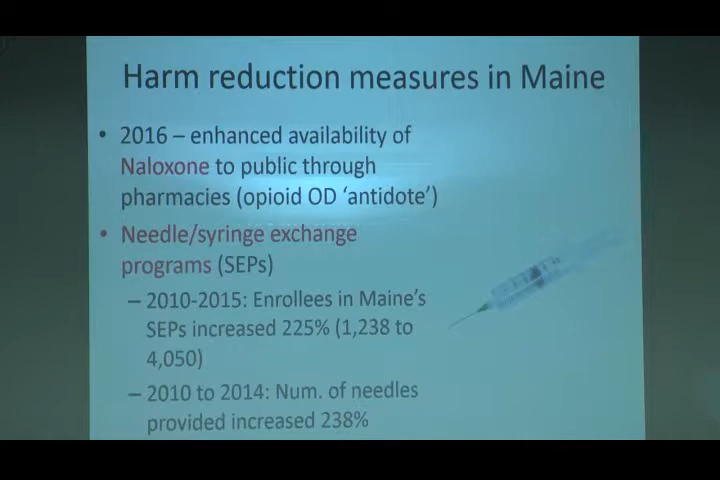 Harm reduction measures in Maine
• 2016 – enhanced availability of
Naloxone to public through
pharmacies (opioid OD ‘antidote’)
• Needle/syringe exchange
programs (SEPs)
– 2010-2015: Enrollees in Maine’s
SEPs increased 225% (1,238 to
4,050)
– 2010 to 2014: Num. of needles
provided increased 238%